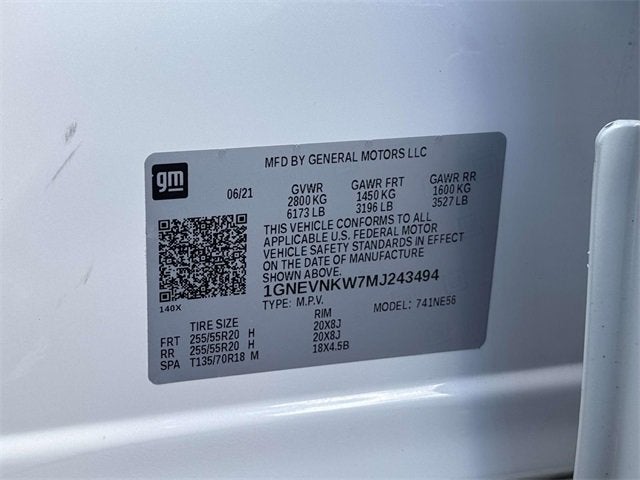 MFD BY GENERAL MOTORS LLC
gm
06/21 GVWR GAWR FRT GAWR RR
2800 KG 1450 KG 1600 KG
6173 LB 3196 LB 3527 LB
THIS VEHICLE CONFORMS TO ALL
APPLICABLE U.S. FEDERAL MOTOR
VEHICLE SAFETY STANDARDS IN EFFECT
ON THE DATE OF MANUFACTURE
SHOWN ABOVE.
1GNEVNKW7MJ243494
140X TYPE: M.P.V. MODEL: 741NE56
TIRE SIZE RIM
FRT 255/55R20 H 20X8J
RR 255/55R20 H 20X8J
SPA T135/70R18 M 18X4.5B